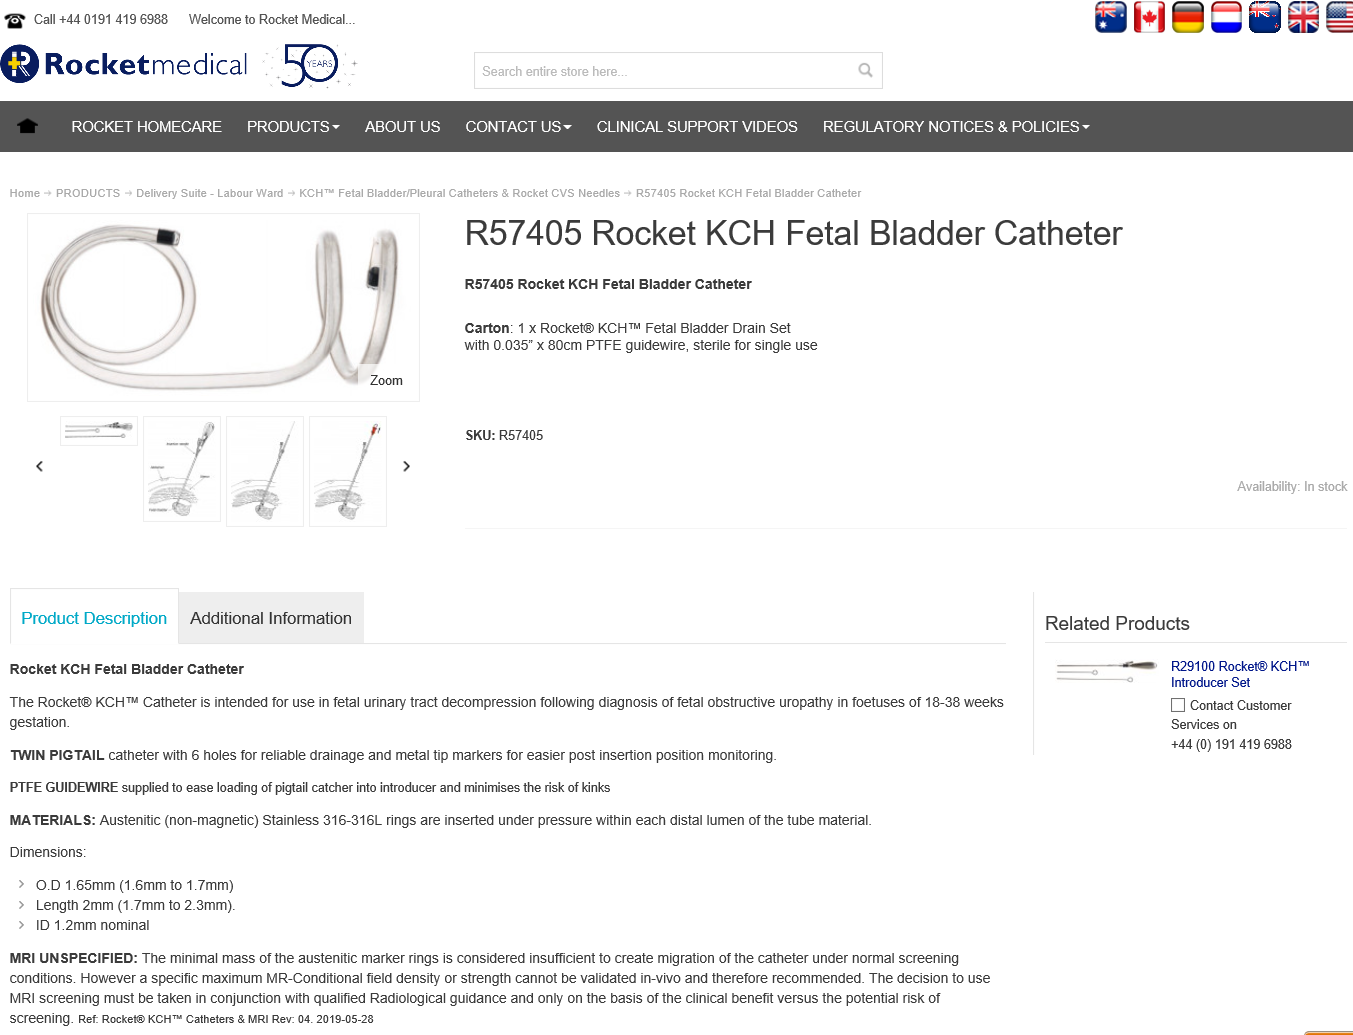 Call +44 0191 419 6988 Welcome to Rocket Medical...
Rocketmedical 50 YEARS
Search entire store here...
ROCKET HOMECARE PRODUCTS ABOUT US CONTACT US CLINICAL SUPPORT VIDEOS REGULATORY NOTICES & POLICIES
Home → PRODUCTS → Delivery Suite - Labour Ward → KCH™ Fetal Bladder/Pleural Catheters & Rocket CVS Needles → R57405 Rocket KCH Fetal Bladder Catheter
R57405 Rocket KCH Fetal Bladder Catheter
R57405 Rocket KCH Fetal Bladder Catheter
Carton: 1 x Rocket® KCH™ Fetal Bladder Drain Set
with 0.035” x 80cm PTFE guidewire, sterile for single use
Zoom
SKU: R57405
Availability: In stock
Product Description Additional Information
Rocket KCH Fetal Bladder Catheter
The Rocket® KCH™ Catheter is intended for use in fetal urinary tract decompression following diagnosis of fetal obstructive uropathy in foetuses of 18-38 weeks
gestation.
TWIN PIGTAIL catheter with 6 holes for reliable drainage and metal tip markers for easier post insertion position monitoring.
PTFE GUIDEWIRE supplied to ease loading of pigtail catcher into introducer and minimises the risk of kinks
MATERIALS: Austenitic (non-magnetic) Stainless 316-316L rings are inserted under pressure within each distal lumen of the tube material.
Dimensions:
O.D 1.65mm (1.6mm to 1.7mm)
Length 2mm (1.7mm to 2.3mm).
ID 1.2mm nominal
MRI UNSPECIFIED: The minimal mass of the austenitic marker rings is considered insufficient to create migration of the catheter under normal screening
conditions. However a specific maximum MR-Conditional field density or strength cannot be validated in-vivo and therefore recommended. The decision to use
MRI screening must be taken in conjunction with qualified Radiological guidance and only on the basis of the clinical benefit versus the potential risk of
screening. Ref: Rocket® KCH™ Catheters & MRI Rev: 04. 2019-05-28
Related Products
R29100 Rocket® KCH™
Introducer Set
Contact Customer
Services on
+44 (0) 191 419 6988